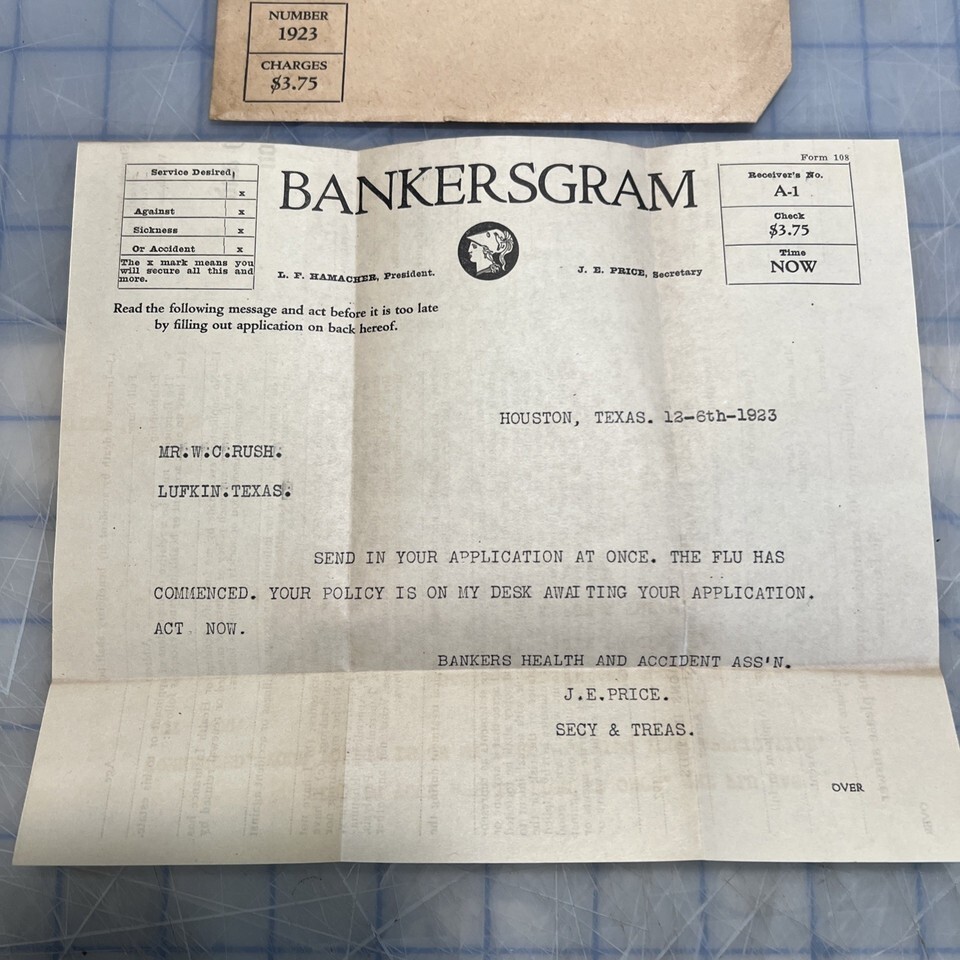 NUMBER
1923
CHARGES
$3.75
Form 108
Service Desired
x
Against x
Sickness x
Or Accident x
The x mark means you
will secure all this and
more.
BANKERSGRAM
L. F. HAMACHER, President.
J. E. PRICE, Secretary
Receiver's No.
A-1
Check
$3.75
Time
NOW
Read the following message and act before it is too late
by filling out application on back hereof.
HOUSTON, TEXAS. 12-6th-1923
MR.W.C.RUSH.
LUFKIN.TEXAS.
SEND IN YOUR APPLICATION AT ONCE. THE FLU HAS
COMMENCED. YOUR POLICY IS ON MY DESK AWAITING YOUR APPLICATION.
ACT NOW.
BANKERS HEALTH AND ACCIDENT ASS'N.
J.E.PRICE.
SECY & TREAS.
OVER